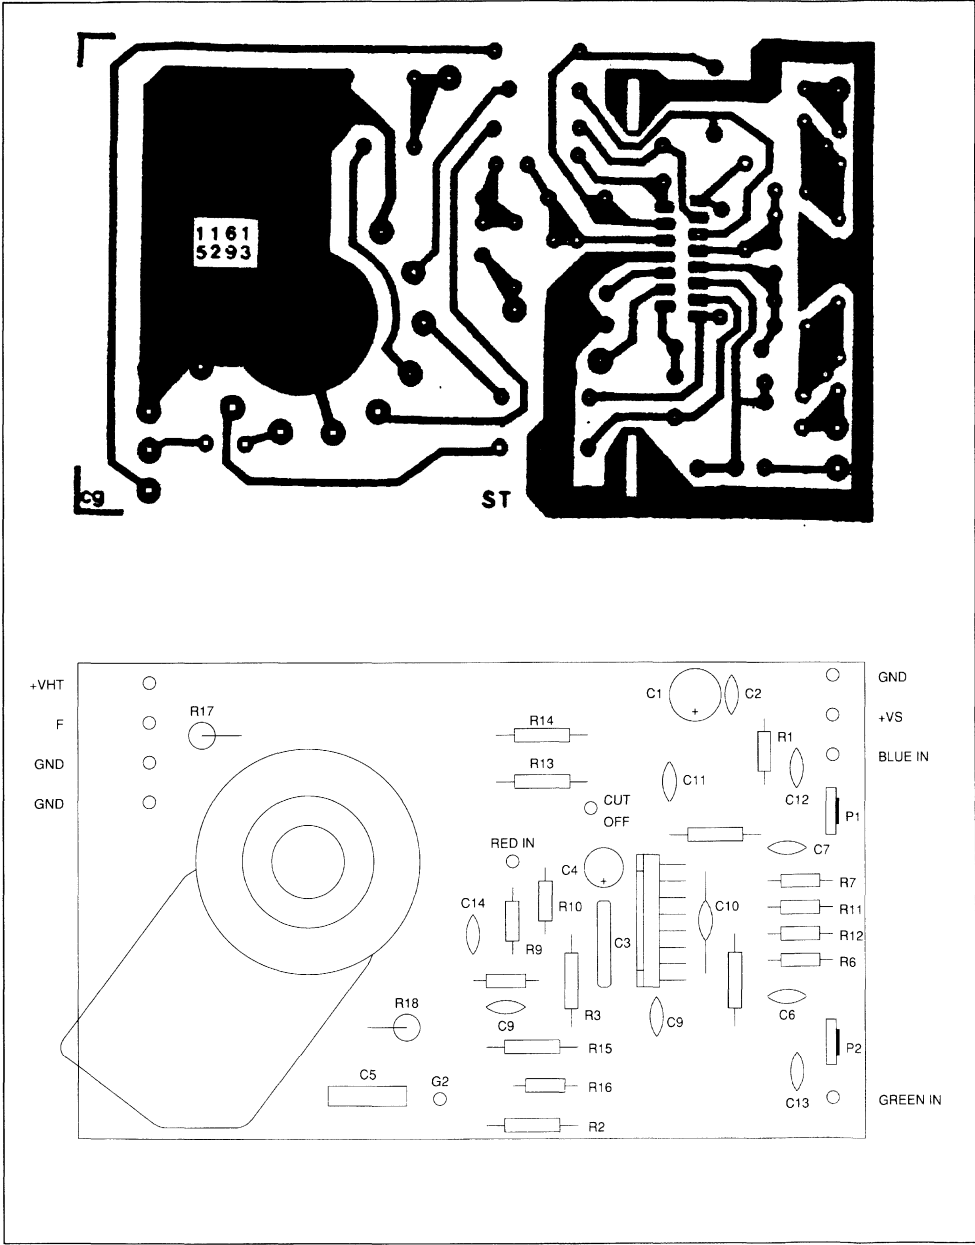 1161
5293
cg
ST
+VHT
F
GND
GND
R17
R14
R13
C1
+
C2
R1
C11
C12
GND
+VS
BLUE IN
P1
CUT
OFF
RED IN
C4
+
C7
R7
R11
R12
R6
C14
R10
R9
C3
C10
C9
R3
C9
C6
R18
R15
P2
C5
G2
R16
R2
C13
GREEN IN